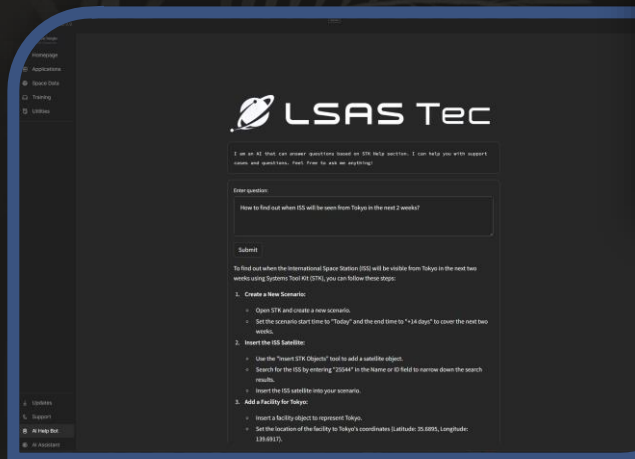 Homepage
Applications
Space Data
Training
Utilities
LSAS Tec
I am an AI that can answer questions based on STK Help section. I can help you with support
cases and questions. Feel free to ask me anything!
Enter question:
How to find out when ISS will be seen from Tokyo in the next 2 weeks?
Submit
To find out when the International Space Station (ISS) will be visible from Tokyo in the next two
weeks using Systems Tool Kit (STK), you can follow these steps:
1. Create a New Scenario:
○ Open STK and create a new scenario.
○ Set the scenario start time to "Today" and the end time to "+14 days" to cover the next two
weeks.
2. Insert the ISS Satellite:
○ Use the "Insert STK Objects" tool to add a satellite object.
○ Search for the ISS by entering "25544" in the Name or ID field to narrow down the search
results.
○ Insert the ISS satellite into your scenario.
3. Add a Facility for Tokyo:
○ Insert a facility object to represent Tokyo.
○ Set the location of the facility to Tokyo's coordinates (Latitude: 35.6895, Longitude:
139.6917).
Updates
Support
AI Help Bot
AI Assistant